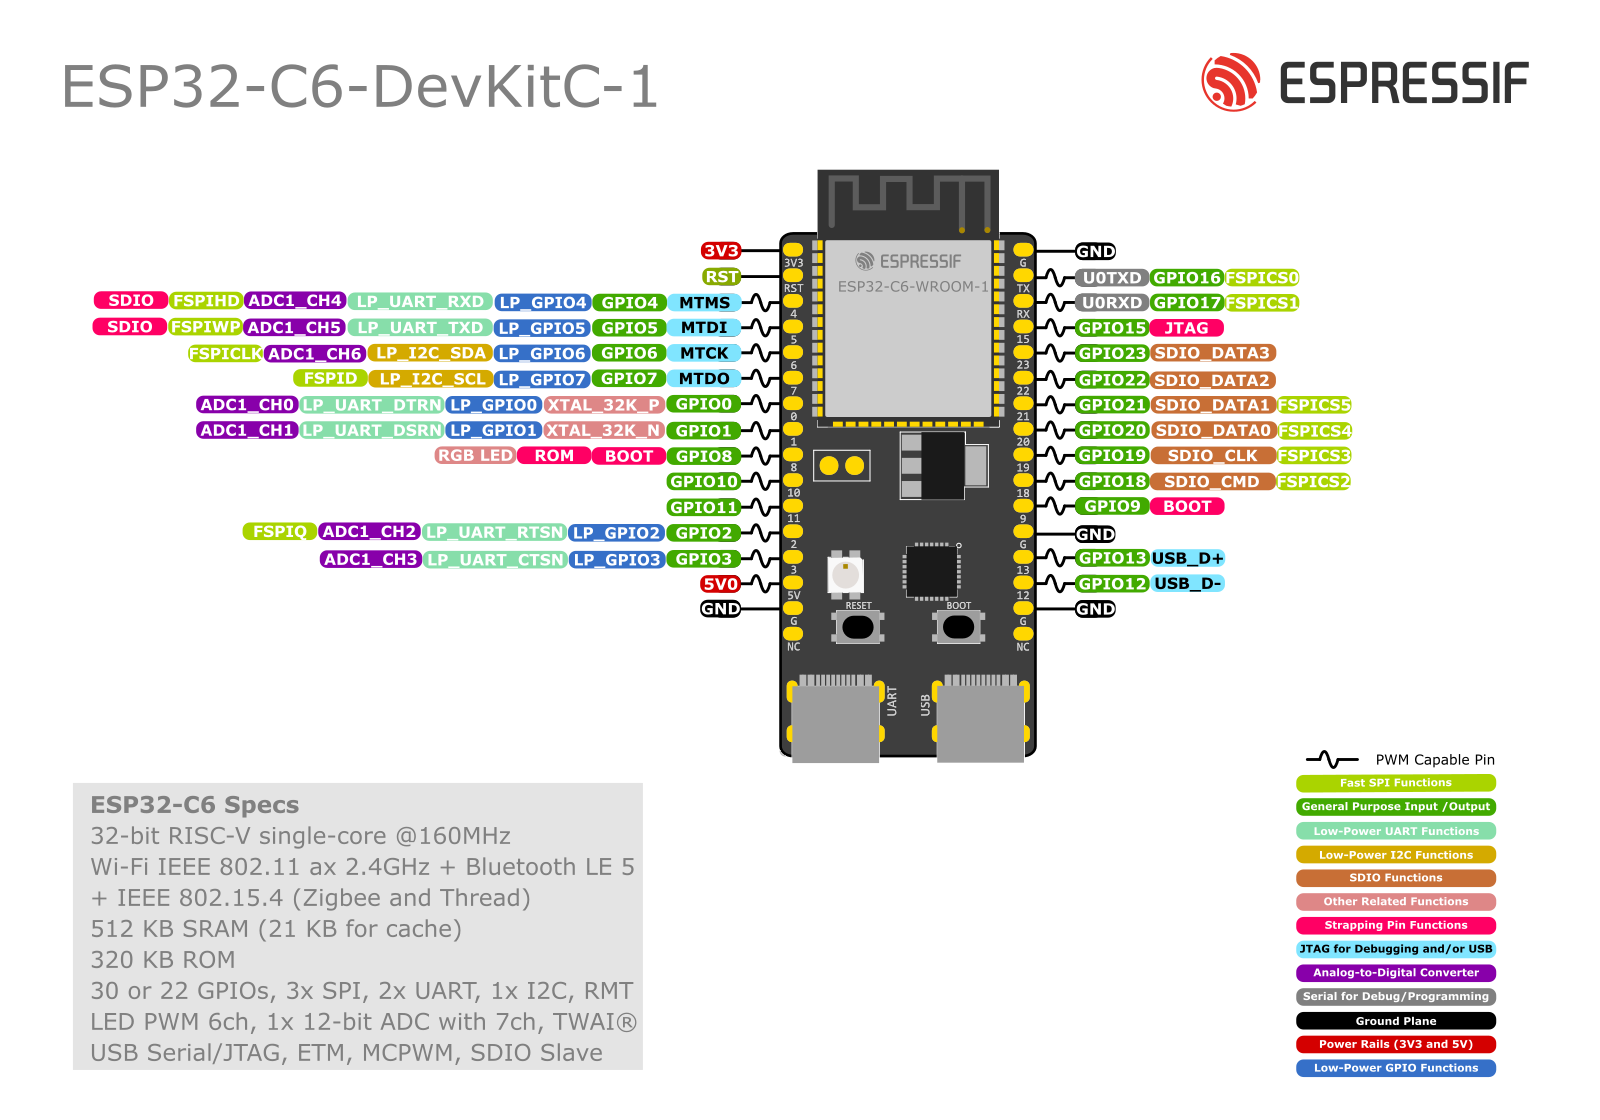 ESP32-C6-DevKitC-1
ESPRESSIF
3V3
RST
SDIO FSPIHD ADC1_CH4 LP_UART_RXD LP_GPIO4 GPIO4 MTMS
SDIO FSPIWP ADC1_CH5 LP_UART_TXD LP_GPIO5 GPIO5 MTDI
FSPICLK ADC1_CH6 LP_I2C_SDA LP_GPIO6 GPIO6 MTCK
FSPID LP_I2C_SCL LP_GPIO7 GPIO7 MTDO
ADC1_CH0 LP_UART_DTRN LP_GPIO0 XTAL_32K_P GPIO0
ADC1_CH1 LP_UART_DSRN LP_GPIO1 XTAL_32K_N GPIO1
RGB LED ROM BOOT GPIO8
GPIO10
GPIO11
FSPIQ ADC1_CH2 LP_UART_RTSN LP_GPIO2 GPIO2
ADC1_CH3 LP_UART_CTSN LP_GPIO3 GPIO3
5V0
GND
3V3
RST
4
5
6
7
0
1
8
10
11
2
3
5V
G
NC
ESPRESSIF
ESP32-C6-WROOM-1
RESET
BOOT
UART
USB
G
TX
RX
15
23
22
21
20
19
18
9
G
13
12
G
NC
GND
U0TXD GPIO16 FSPICS0
U0RXD GPIO17 FSPICS1
GPIO15 JTAG
GPIO23 SDIO_DATA3
GPIO22 SDIO_DATA2
GPIO21 SDIO_DATA1 FSPICS5
GPIO20 SDIO_DATA0 FSPICS4
GPIO19 SDIO_CLK FSPICS3
GPIO18 SDIO_CMD FSPICS2
GPIO9 BOOT
GND
GPIO13 USB_D+
GPIO12 USB_D-
GND
ESP32-C6 Specs
32-bit RISC-V single-core @160MHz
Wi-Fi IEEE 802.11 ax 2.4GHz + Bluetooth LE 5
+ IEEE 802.15.4 (Zigbee and Thread)
512 KB SRAM (21 KB for cache)
320 KB ROM
30 or 22 GPIOs, 3x SPI, 2x UART, 1x I2C, RMT
LED PWM 6ch, 1x 12-bit ADC with 7ch, TWAI®
USB Serial/JTAG, ETM, MCPWM, SDIO Slave
PWM Capable Pin
Fast SPI Functions
General Purpose Input /Output
Low-Power UART Functions
Low-Power I2C Functions
SDIO Functions
Other Related Functions
Strapping Pin Functions
JTAG for Debugging and/or USB
Analog-to-Digital Converter
Serial for Debug/Programming
Ground Plane
Power Rails (3V3 and 5V)
Low-Power GPIO Functions